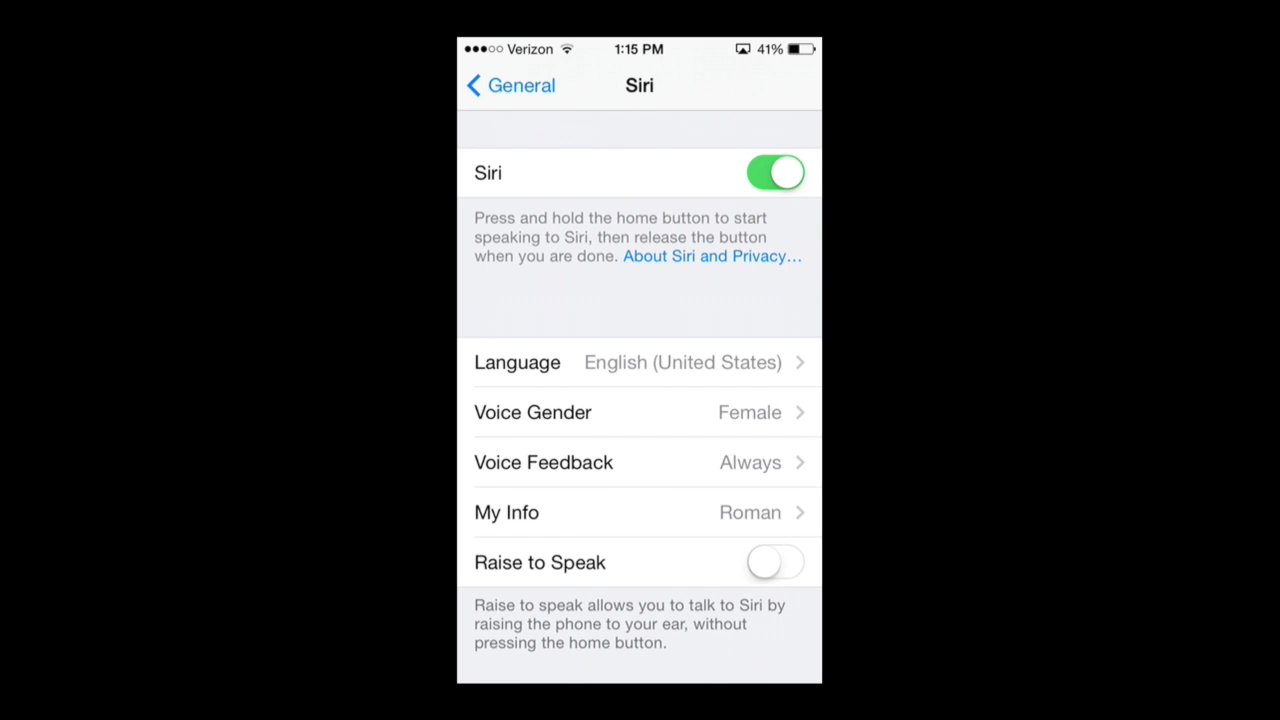 Verizon 1:15 PM 41%
General Siri
Siri
Press and hold the home button to start
speaking to Siri, then release the button
when you are done. About Siri and Privacy...
Language English (United States)
Voice Gender Female
Voice Feedback Always
My Info Roman
Raise to Speak
Raise to speak allows you to talk to Siri by
raising the phone to your ear, without
pressing the home button.